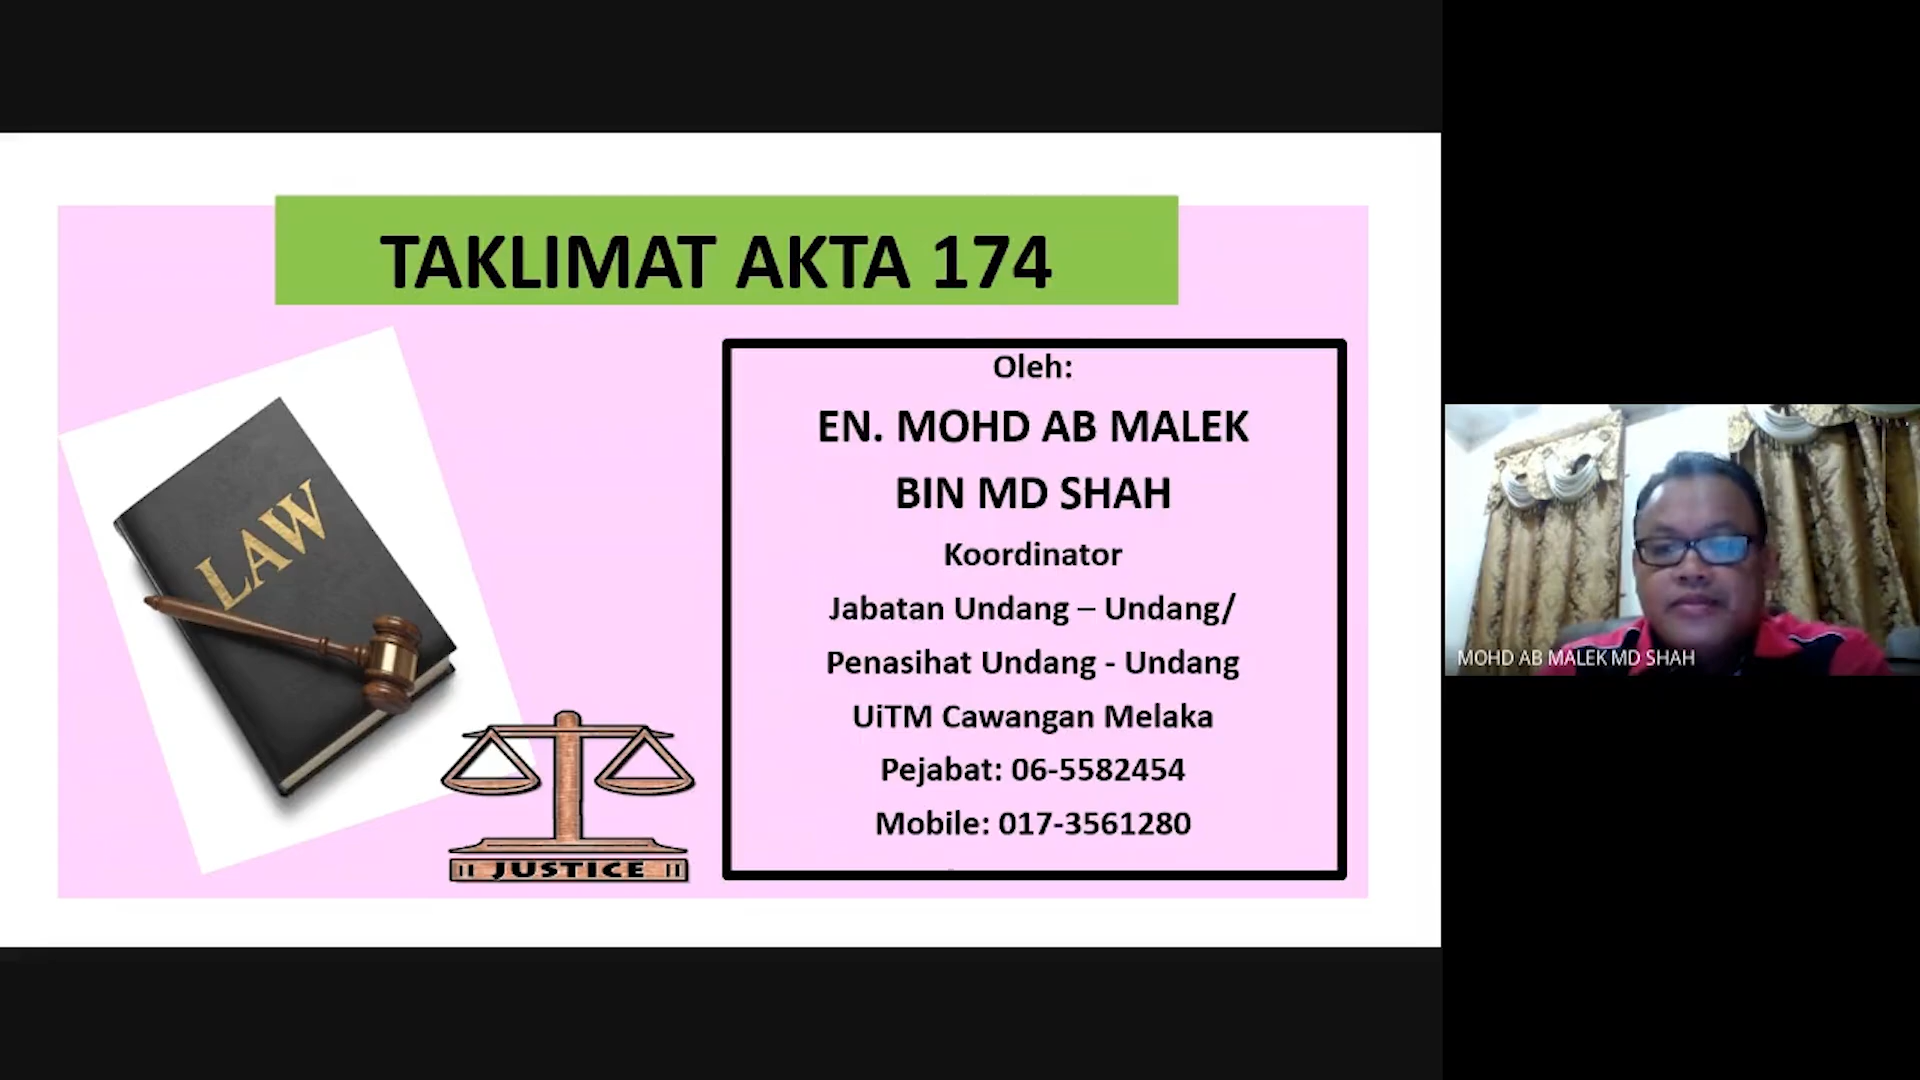 TAKLIMAT AKTA 174
LAW
JUSTICE
Oleh:
EN. MOHD AB MALEK
BIN MD SHAH
Koordinator
Jabatan Undang – Undang/
Penasihat Undang - Undang
UiTM Cawangan Melaka
Pejabat: 06-5582454
Mobile: 017-3561280
MOHD AB MALEK MD SHAH